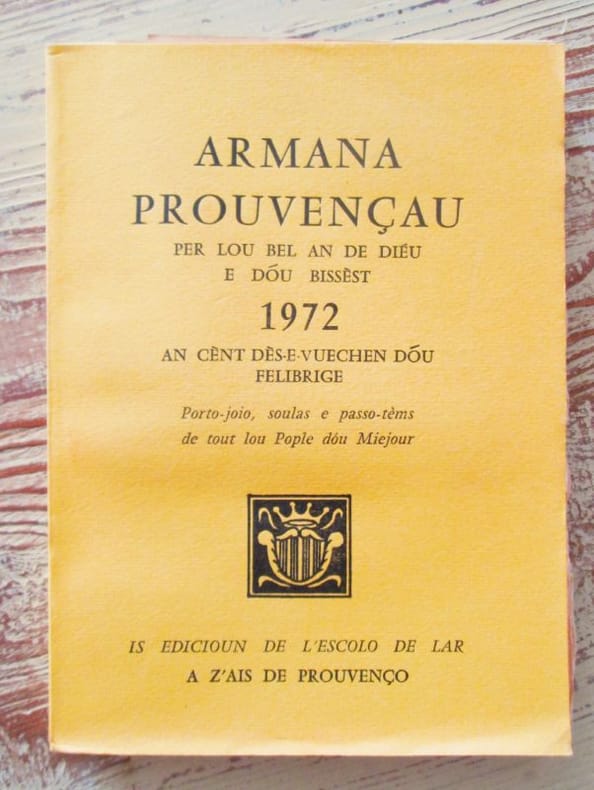 ARMANA
PROUVENÇAU
PER LOU BEL AN DE DIÉU
E DÓU BISSÈST
1972
AN CÈNT DÈS-E-VUECHEN DÓU
FELIBRIGE
Porto-joio, soulas e passo-tèms
de tout lou Pople dóu Miejour
IS EDICIOUN DE L'ESCOLO DE LAR
A Z'AIS DE PROUVENÇO